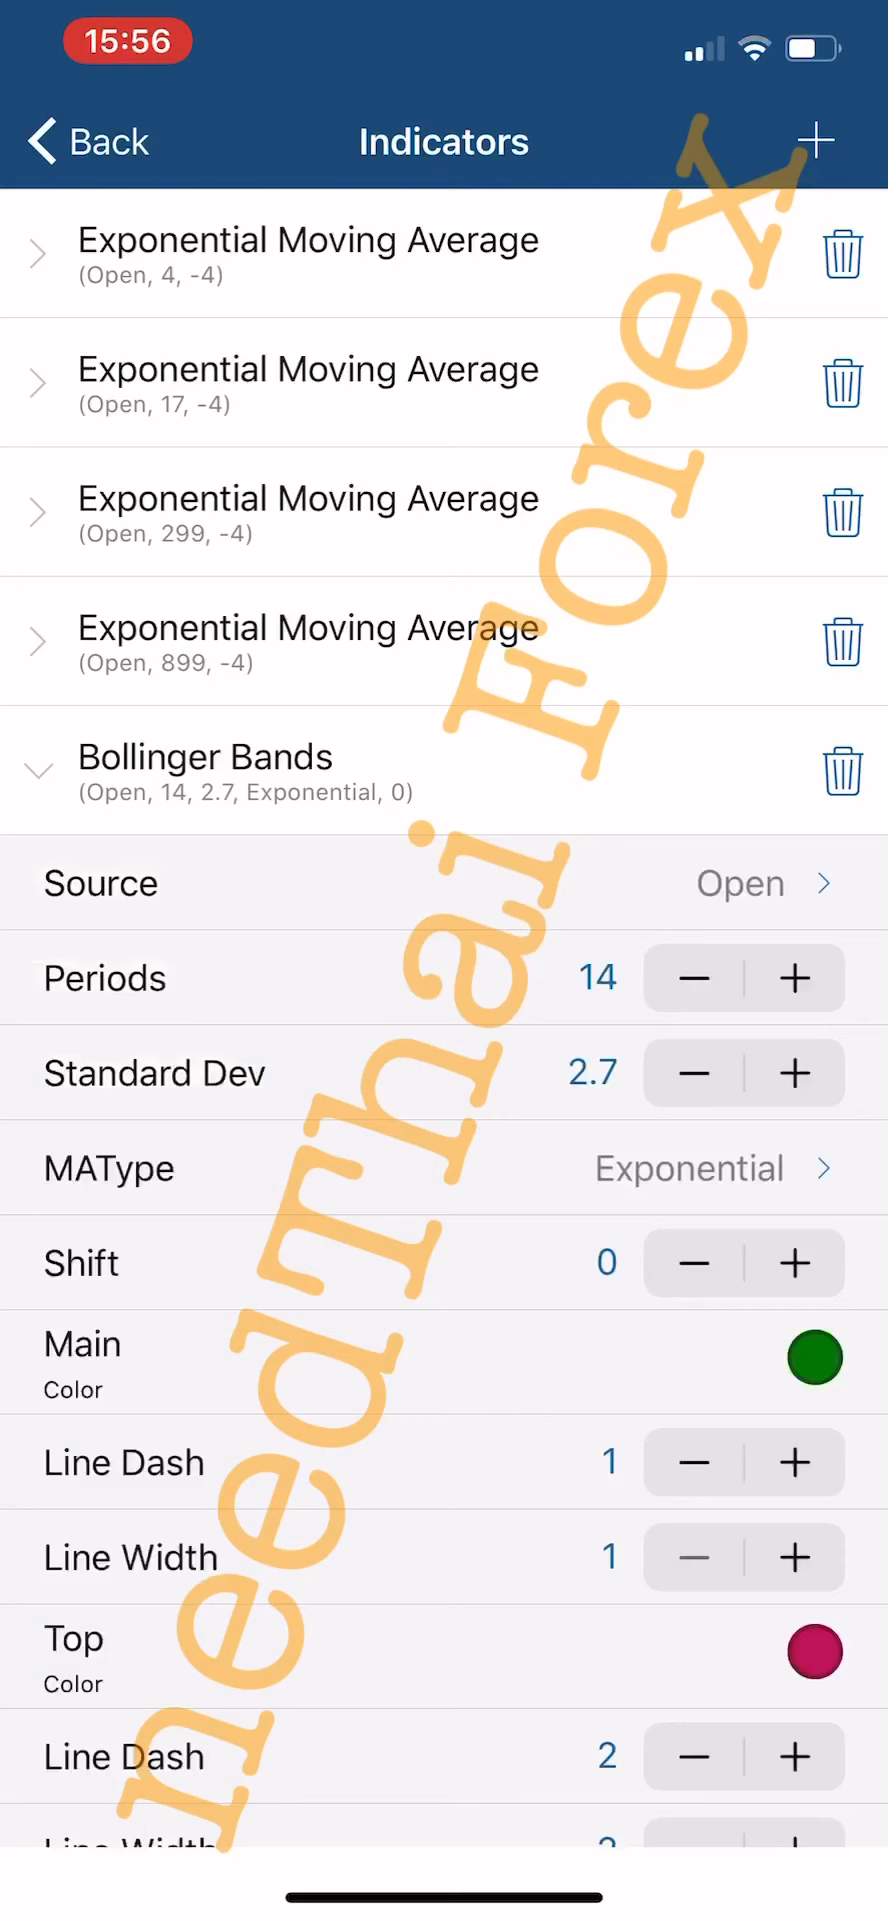 15:56
Back
Indicators
Exponential Moving Average
(Open, 4, -4)
Exponential Moving Average
(Open, 17, -4)
Exponential Moving Average
(Open, 299, -4)
Exponential Moving Average
(Open, 899, -4)
Bollinger Bands
(Open, 14, 2.7, Exponential, 0)
Source Open
Periods 14
Standard Dev 2.7
MAType Exponential
Shift 0
Main
Color
Line Dash 1
Line Width 1
Top
Color
Line Dash 2
Line Width
needThai Forex